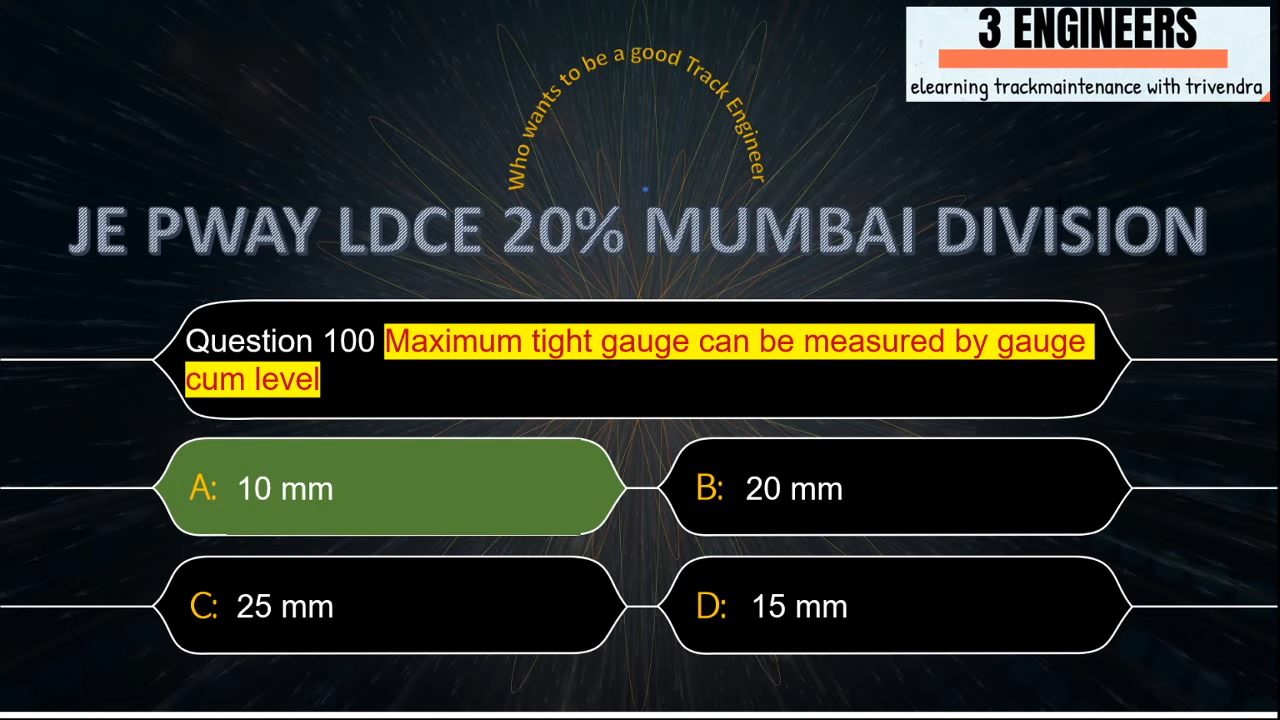 3 ENGINEERS
elearning trackmaintenance with trivendra
Who wants to be a good Track Engineer
JE PWAY LDCE 20% MUMBAI DIVISION
Question 100 Maximum tight gauge can be measured by gauge
cum level
A: 10 mm
B: 20 mm
C: 25 mm
D: 15 mm